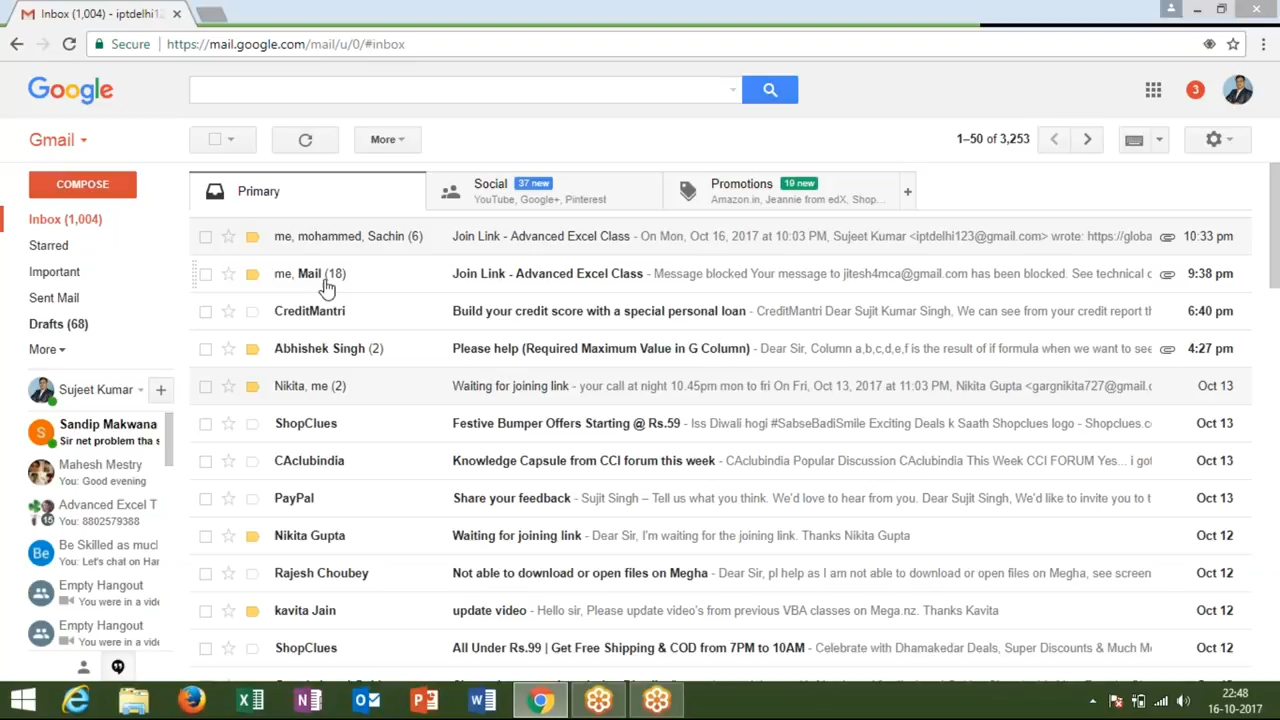 Inbox (1,004) - iptdelhi12
Secure
https://mail.google.com/mail/u/0/#inbox
Google
3
Gmail
More
1–50 of 3,253
COMPOSE
Inbox (1,004)
Starred
Important
Sent Mail
Drafts (68)
More
Primary
Social 37 new
YouTube, Google+, Pinterest
Promotions 19 new
Amazon.in, Jeannie from edX, Shop...
+
me, mohammed, Sachin (6) Join Link - Advanced Excel Class - On Mon, Oct 16, 2017 at 10:03 PM, Sujeet Kumar <iptdelhi123@gmail.com> wrote: https://globa 10:33 pm
me, Mail (18) Join Link - Advanced Excel Class - Message blocked Your message to jitesh4mca@gmail.com has been blocked. See technical c 9:38 pm
CreditMantri Build your credit score with a special personal loan - CreditMantri Dear Sujit Kumar Singh, We can see from your credit report th 6:40 pm
Abhishek Singh (2) Please help (Required Maximum Value in G Column) - Dear Sir, Column a,b,c,d,e,f is the result of if formula when we want to see 4:27 pm
Nikita, me (2) Waiting for joining link - your call at night 10.45pm mon to fri On Fri, Oct 13, 2017 at 11:03 PM, Nikita Gupta <gargnikita727@gmail.c Oct 13
ShopClues Festive Bumper Offers Starting @ Rs.59 - Iss Diwali hogi #SabseBadiSmile Exciting Deals k Saath Shopclues logo - Shopclues.co Oct 13
CAclubindia Knowledge Capsule from CCI forum this week - CAclubindia Popular Discussion CAclubindia This Week CCI FORUM Yes... i got Oct 13
PayPal Share your feedback - Sujit Singh – Tell us what you think. We'd love to hear from you. Dear Sujit Singh, We'd like to invite you to t Oct 13
Nikita Gupta Waiting for joining link - Dear Sir, I'm waiting for the joining link. Thanks Nikita Gupta Oct 12
Rajesh Choubey Not able to download or open files on Megha - Dear Sir, pl help as I am not able to download or open files on Megha, see screen Oct 12
kavita Jain update video - Hello sir, Please update video's from previous VBA classes on Mega.nz. Thanks Kavita Oct 12
ShopClues All Under Rs.99 | Get Free Shipping & COD from 7PM to 10AM - Celebrate with Dhamakedar Deals, Super Discounts & Much Mo Oct 12
Sujeet Kumar
+
S
Sandip Makwana
Sir net problem tha s
Mahesh Mestry
You: Good evening
15
Advanced Excel T
You: 8802579388
Be
Be Skilled as much
You: Let's chat on Han
Empty Hangout
You were in a vide
Empty Hangout
You were in a vide
22:48
16-10-2017